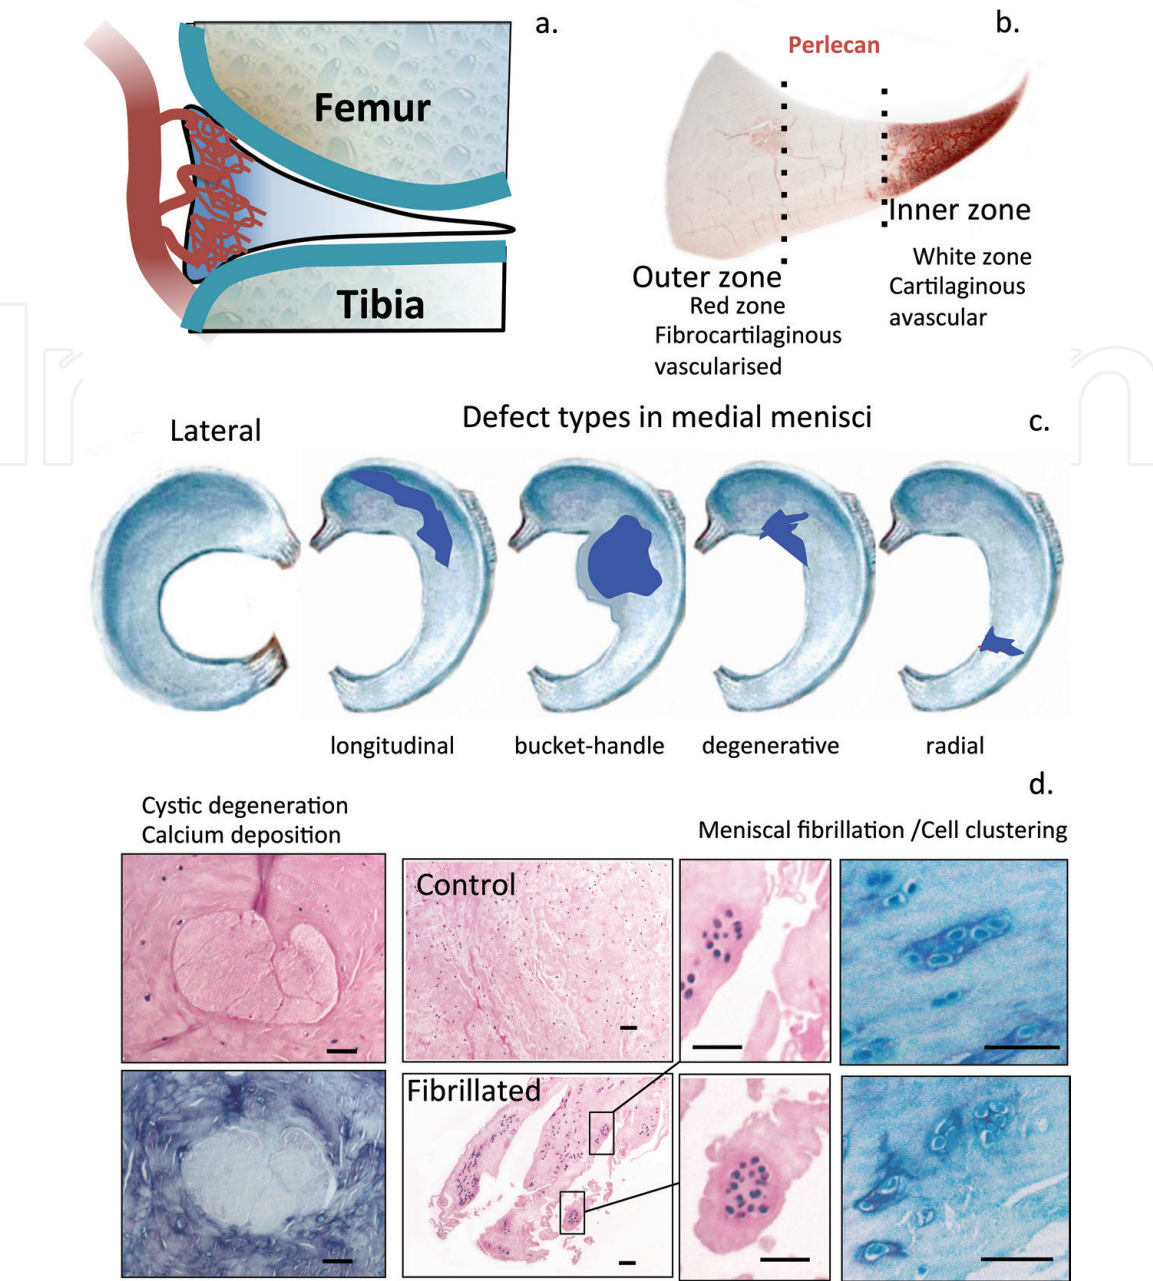 a.
Femur
Tibia
b.
Perlecan
Inner zone
White zone
Cartilaginous
avascular
Outer zone
Red zone
Fibrocartilaginous
vascularised
Defect types in medial menisci
c.
Lateral
longitudinal
bucket-handle
degenerative
radial
d.
Cystic degeneration
Calcium deposition
Meniscal fibrillation /Cell clustering
Control
Fibrillated